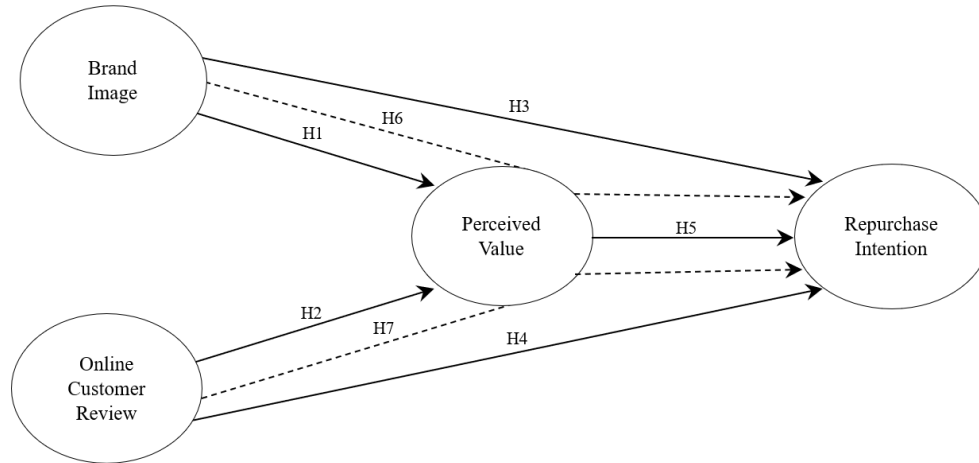 Brand
Image
H3
H6
H1
Perceived
Value
H5
Repurchase
Intention
H2
H7
H4
Online
Customer
Review